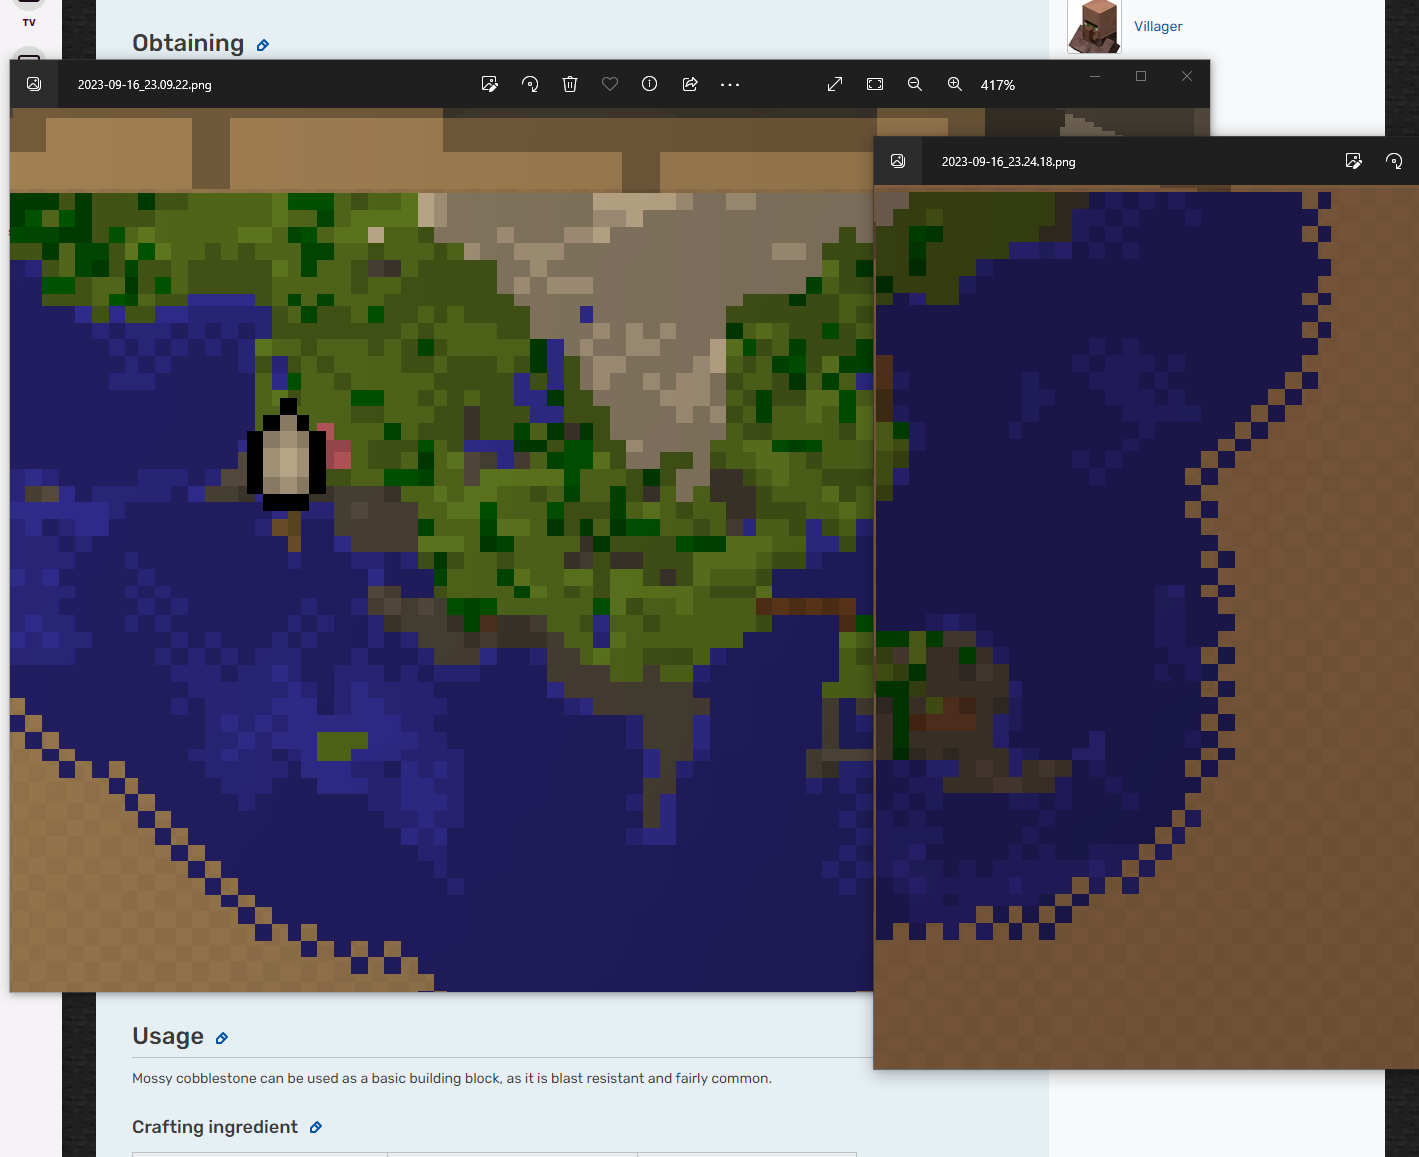 TV
Obtaining
Villager
2023-09-16_23.09.22.png
417%
2023-09-16_23.24.18.png
Usage
Mossy cobblestone can be used as a basic building block, as it is blast resistant and fairly common.
Crafting ingredient